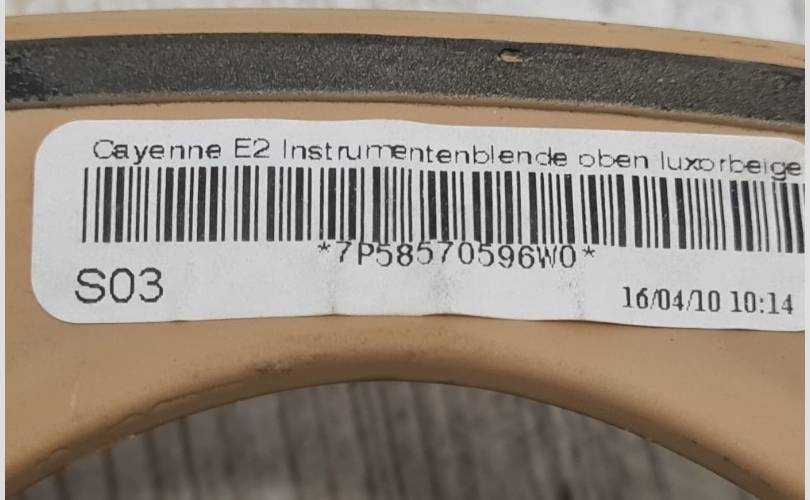 Cayenne E2 Instrumentenblende oben luxorbeige
*7P58570596W0*
S03
16/04/10 10:14